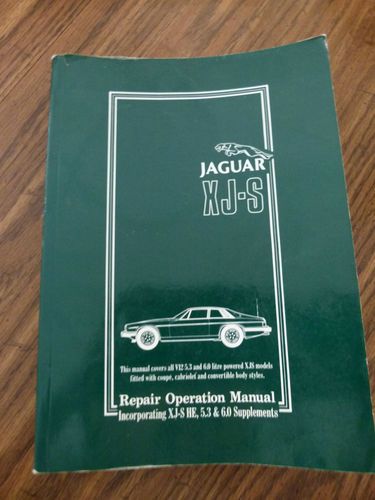 JAGUAR
XJ-S
This manual covers all V12 5.3 and 6.0 litre powered XJS models
fitted with coupé, cabriolet and convertible body styles.
Repair Operation Manual
Incorporating XJ-S HE, 5.3 & 6.0 Supplements